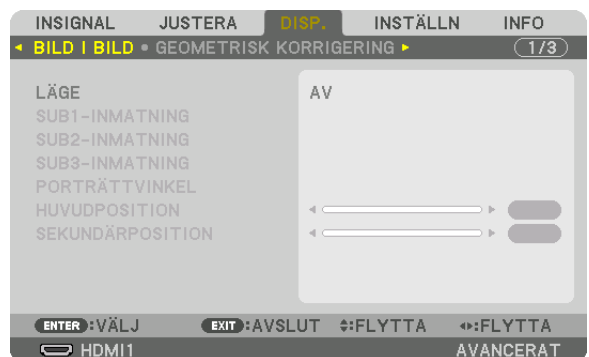 INSIGNAL JUSTERA DISP. INSTÄLLN INFO
BILD I BILD GEOMETRISK KORRIGERING 1/3
LÄGE AV
SUB1-INMATNING
SUB2-INMATNING
SUB3-INMATNING
PORTRÄTTVINKEL
HUVUDPOSITION
SEKUNDÄRPOSITION
ENTER:VÄLJ EXIT:AVSLUT :FLYTTA :FLYTTA
HDMI1 AVANCERAT